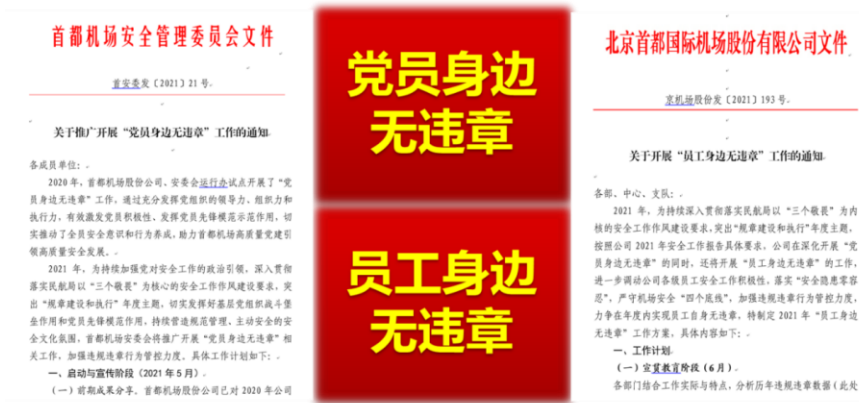 首都机场安全管理委员会文件
首安委发〔2021〕21号
关于推广开展“党员身边无违章”工作的通知
各成员单位：
2020年，首都机场股份公司、安委会运行办试点开展了“党
员身边无违章”工作，通过充分发挥党组织的领导力、组织力和
执行力，有效激发党员积极性、发挥党员先锋模范示范作用，切
实推动了全员安全意识和行为养成，助力首都机场高质量党建引
领高质量安全发展。
2021年，为持续加强党对安全工作的政治引领，深入贯彻
落实民航局以“三个敬畏”为核心的安全工作作风建设要求，突
出“规章建设和执行”年度主题，切实发挥好基层党组织战斗堡
垒作用和党员先锋模范作用，持续营造规范管理、主动安全的安
全文化氛围，首都机场安委会将推广开展“党员身边无违章”相
关工作，加强违规违章行为管控力度，具体工作计划如下：
一、启动与宣传阶段（2021年5月）
（一）前期成果分享。首都机场股份公司已对2020年公司
党员身边
无违章
员工身边
无违章
北京首都国际机场股份有限公司文件
京机场股份发〔2021〕193号
关于开展“员工身边无违章”工作的通知
各部、中心、支队：
2021年，为持续深入贯彻落实民航局以“三个敬畏”为内
核的安全工作作风建设要求，突出“规章建设和执行”年度主题，
按照公司2021年安全工作报告具体要求，公司在深化开展“党
员身边无违章”的同时，还将开展“员工身边无违章”的工作，
进一步调动公司各级员工安全工作积极性，落实“安全隐患零容
忍”，严守机场安全“四个底线”，加强违规违章行为管控力度，
力争在年度内实现员工自身无违章，特制定2021年“员工身边
无违章”工作方案，具体内容如下：
一、工作计划
（一）宣贯教育阶段（6月）
各部门结合工作实际与特点，分析历年违规违章数据（此处